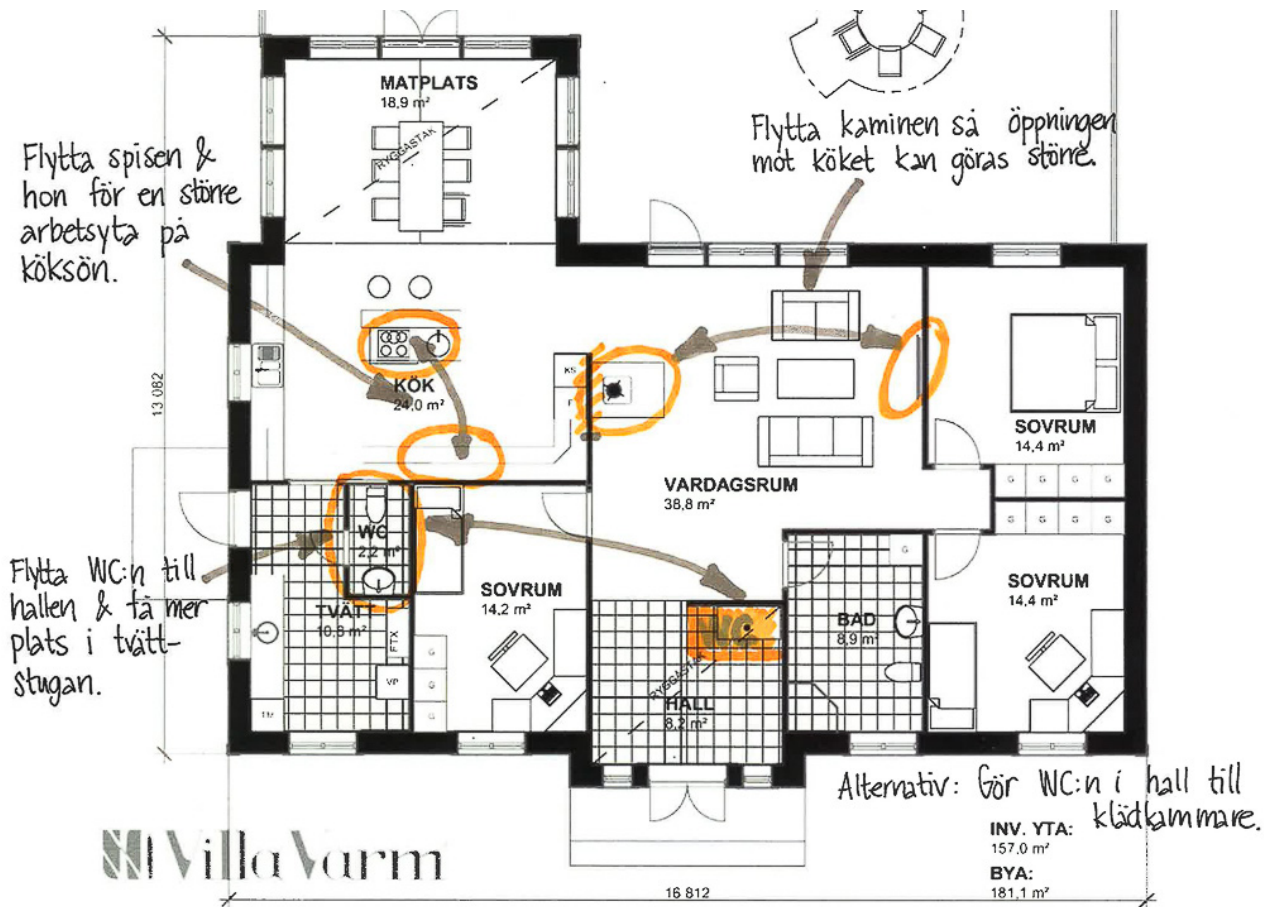 MATPLATS
18,9 m²
RYGGASTAK
Flytta spisen &
hon för en större
arbetsyta på
köksön.
Flytta kaminen så öppningen
mot köket kan göras större.
13 082
KÖK
24,0 m²
KS
F
SOVRUM
14,4 m²
G G G G
G G G G
VARDAGSRUM
38,8 m²
WC
2,2 m²
Flytta WC:n till
hallen & få mer
plats i tvätt-
stugan.
TVÄTT
10,8 m²
FTX
VP
SOVRUM
14,2 m²
G
G
G
WC
RYGGASTAK
HALL
8,2 m²
G
BAD
8,9 m²
SOVRUM
14,4 m²
Alternativ: Gör WC:n i hall till
klädkammare.
INV. YTA:
157,0 m²
BYA:
181,1 m²
VillaVarm
16 812